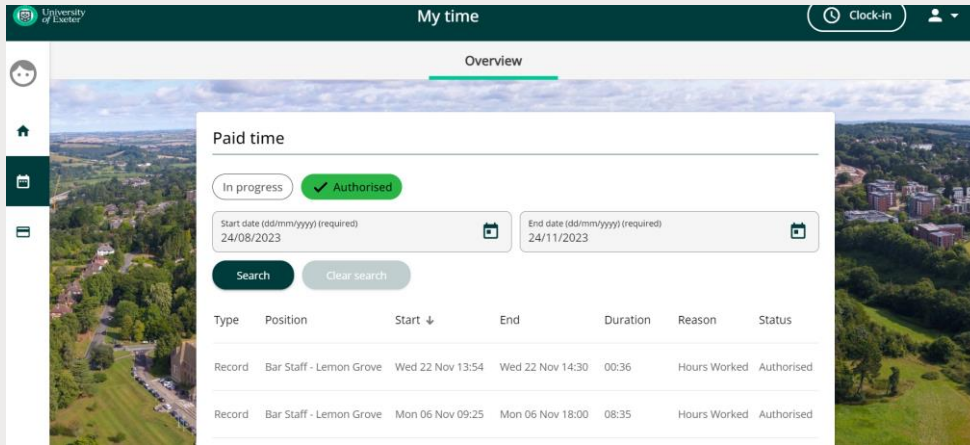 University
of Exeter
My time
Clock-in
Overview
Paid time
In progress
Authorised
Start date (dd/mm/yyyy) (required)
24/08/2023
End date (dd/mm/yyyy) (required)
24/11/2023
Search
Clear search
Type Position Start End Duration Reason Status
Record Bar Staff - Lemon Grove Wed 22 Nov 13:54 Wed 22 Nov 14:30 00:36 Hours Worked Authorised
Record Bar Staff - Lemon Grove Mon 06 Nov 09:25 Mon 06 Nov 18:00 08:35 Hours Worked Authorised